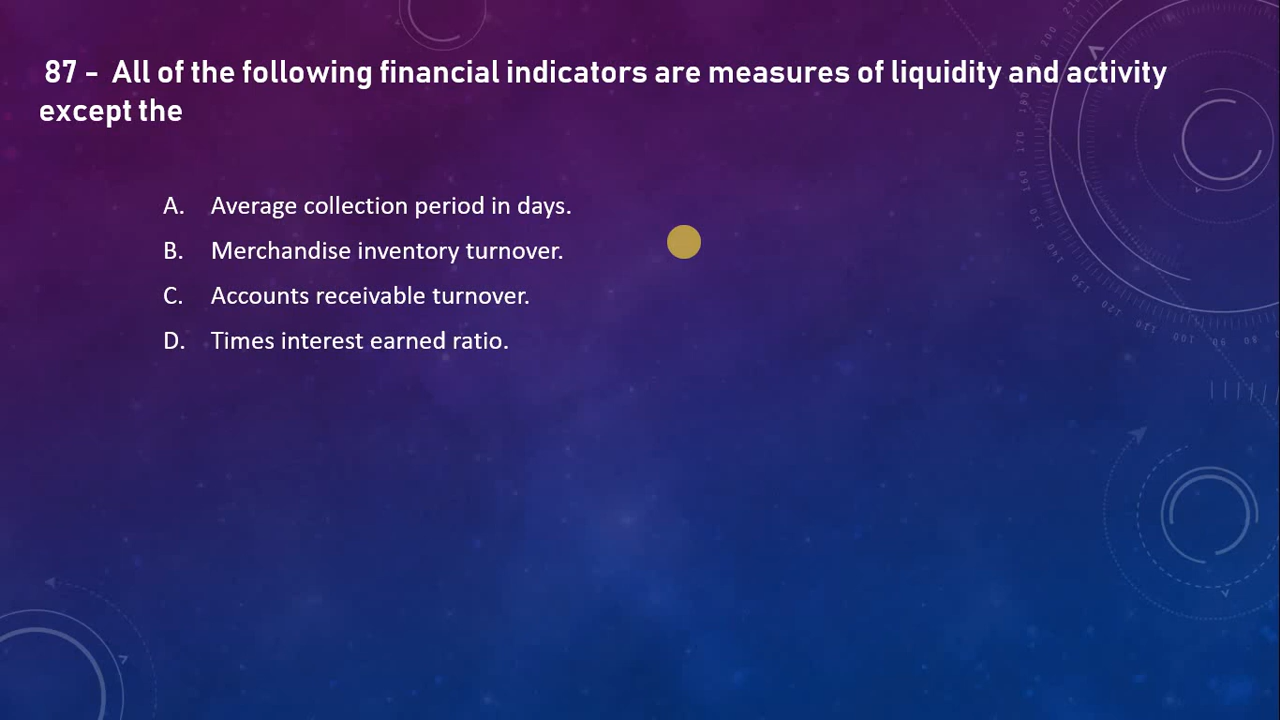 87 - All of the following financial indicators are measures of liquidity and activity
except the
A. Average collection period in days.
B. Merchandise inventory turnover.
C. Accounts receivable turnover.
D. Times interest earned ratio.